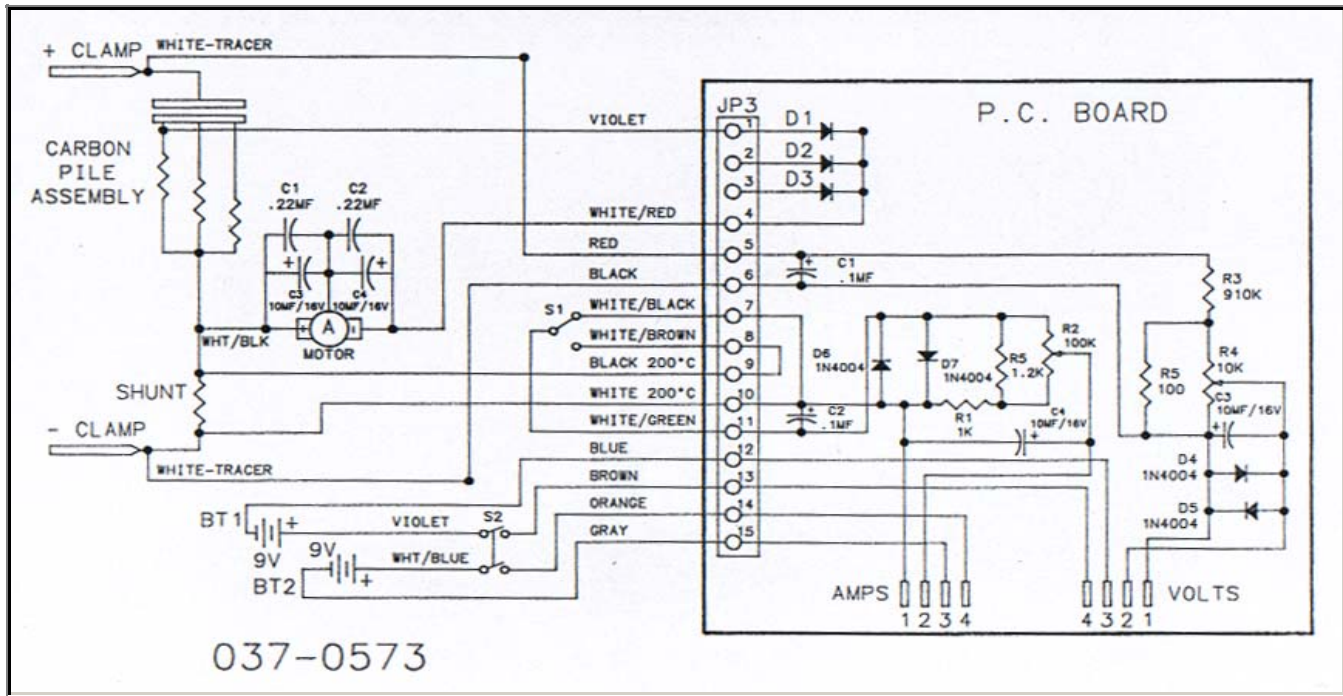 + CLAMP
WHITE-TRACER
CARBON
PILE
ASSEMBLY
C1
.22MF
C2
.22MF
C3
10MF/16V
C4
10MF/16V
+
+
A
MOTOR
WHT/BLK
SHUNT
- CLAMP
WHITE-TRACER
BT1
+
9V
VIOLET
S2
9V
+
BT2
WHT/BLUE
S1
VIOLET
WHITE/RED
RED
BLACK
WHITE/BLACK
WHITE/BROWN
BLACK 200°C
WHITE 200°C
WHITE/GREEN
BLUE
BROWN
ORANGE
GRAY
JP3
1
2
3
4
5
6
7
8
9
10
11
12
13
14
15
P.C. BOARD
D1
D2
D3
+
C1
.1MF
R3
910K
D6
1N4004
D7
1N4004
R5
1.2K
R2
100K
R5
100
R4
10K
C3
10MF/16V
+
+
C2
.1MF
R1
1K
C4
10MF/16V
+
D4
1N4004
D5
1N4004
AMPS
1 2 3 4
4 3 2 1
VOLTS
037-0573